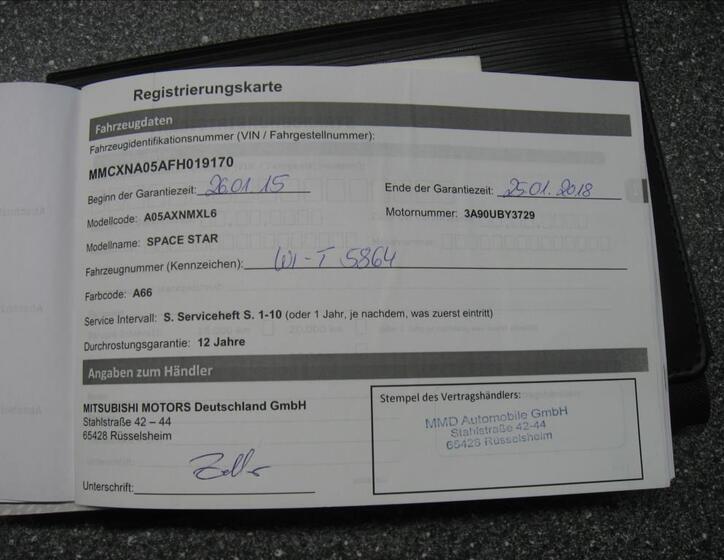 Registrierungskarte
Fahrzeugdaten
Fahrzeugidentifikationsnummer (VIN / Fahrgestellnummer):
MMCXNA05AFH019170
Beginn der Garantiezeit: 26.01.15 Ende der Garantiezeit: 25.01.2018
Modellcode: A05AXNMXL6 Motornummer: 3A90UBY3729
Modellname: SPACE STAR
Fahrzeugnummer (Kennzeichen): WI-T 5864
Farbcode: A66
Service Intervall: S. Serviceheft S. 1-10 (oder 1 Jahr, je nachdem, was zuerst eintritt)
Durchrostungsgarantie: 12 Jahre
Angaben zum Händler
MITSUBISHI MOTORS Deutschland GmbH
Stahlstraße 42 – 44
65428 Rüsselsheim
Unterschrift:
Stempel des Vertragshändlers:
MMD Automobile GmbH
Stahlstraße 42-44
65428 Rüsselsheim